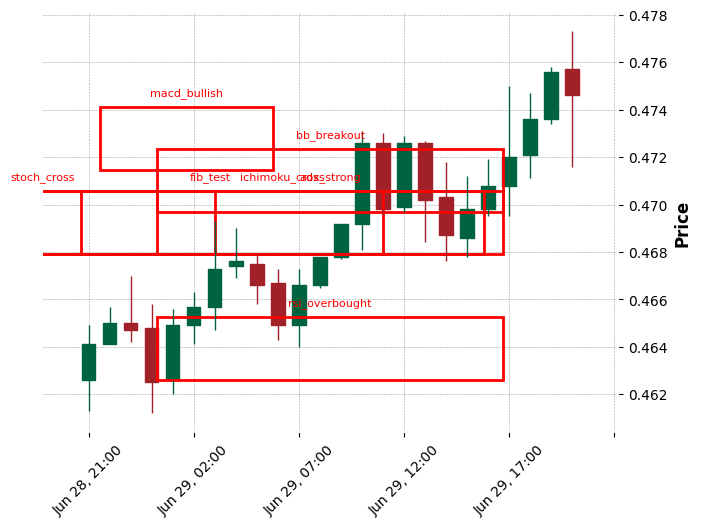 0.478
0.476
macd_bullish
0.474
bb_breakout
0.472
stoch_cross
fib_test
0.470
Price
0.468
0.466
rsi_overbought
0.464
0.462
Jun 28, 21:00
Jun 29, 02:00
Jun 29, 07:00
Jun 29, 12:00
Jun 29, 17:00